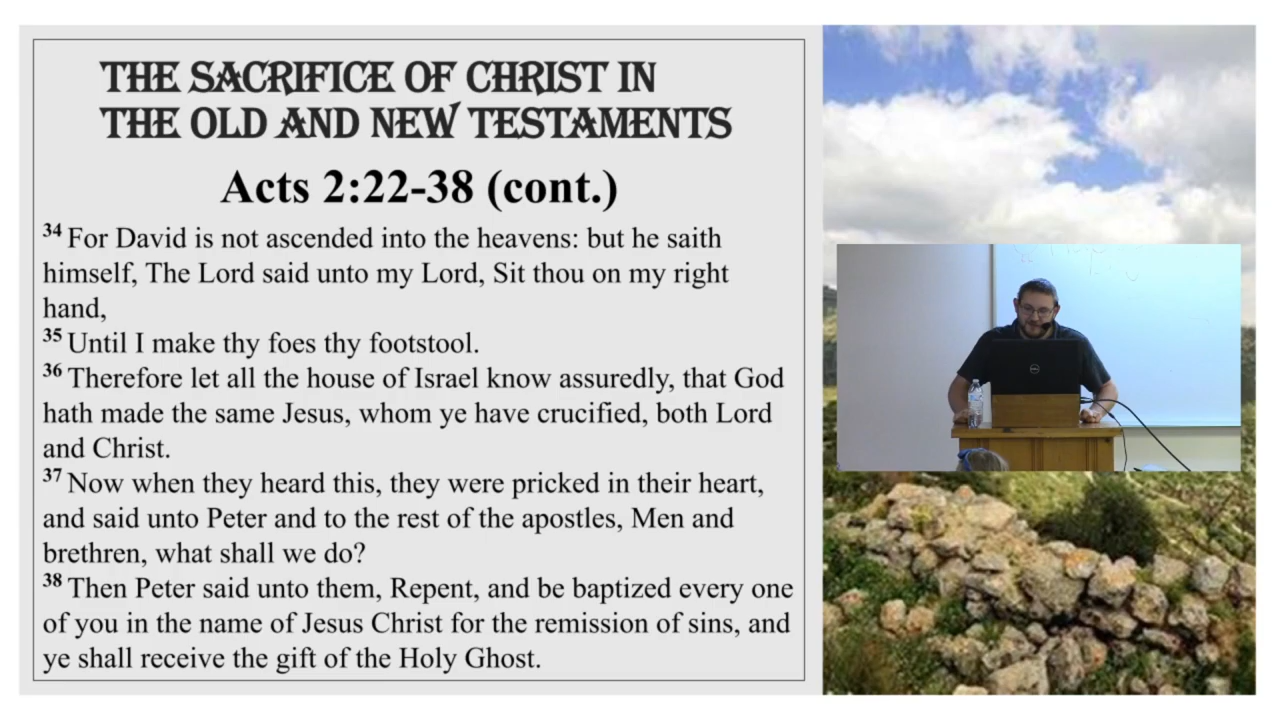 THE SACRIFICE OF CHRIST IN
THE OLD AND NEW TESTAMENTS
Acts 2:22-38 (cont.)
34 For David is not ascended into the heavens: but he saith
himself, The Lord said unto my Lord, Sit thou on my right
hand,
35 Until I make thy foes thy footstool.
36 Therefore let all the house of Israel know assuredly, that God
hath made the same Jesus, whom ye have crucified, both Lord
and Christ.
37 Now when they heard this, they were pricked in their heart,
and said unto Peter and to the rest of the apostles, Men and
brethren, what shall we do?
38 Then Peter said unto them, Repent, and be baptized every one
of you in the name of Jesus Christ for the remission of sins, and
ye shall receive the gift of the Holy Ghost.